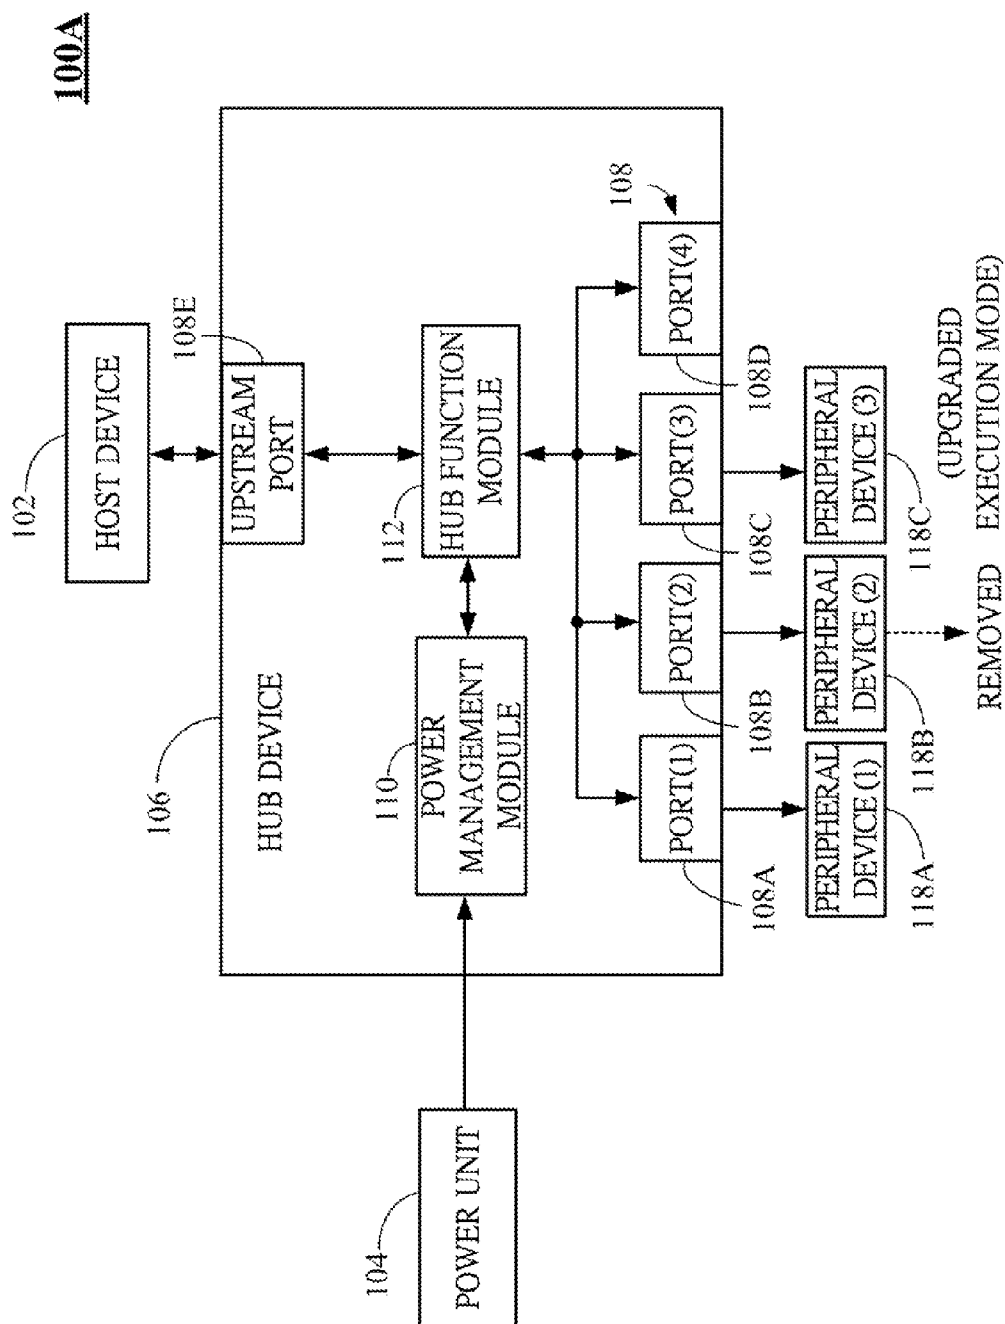 100A
102
HOST DEVICE
106
HUB DEVICE
UPSTREAM
PORT
108E
104
POWER UNIT
110
POWER
MANAGEMENT
MODULE
112
HUB FUNCTION
MODULE
108
PORT(1)
PORT(2)
PORT(3)
PORT(4)
108A
108B
108C
108D
PERIPHERAL
DEVICE (1)
PERIPHERAL
DEVICE (2)
PERIPHERAL
DEVICE (3)
118A
118B
118C
REMOVED
(UPGRADED
EXECUTION MODE)